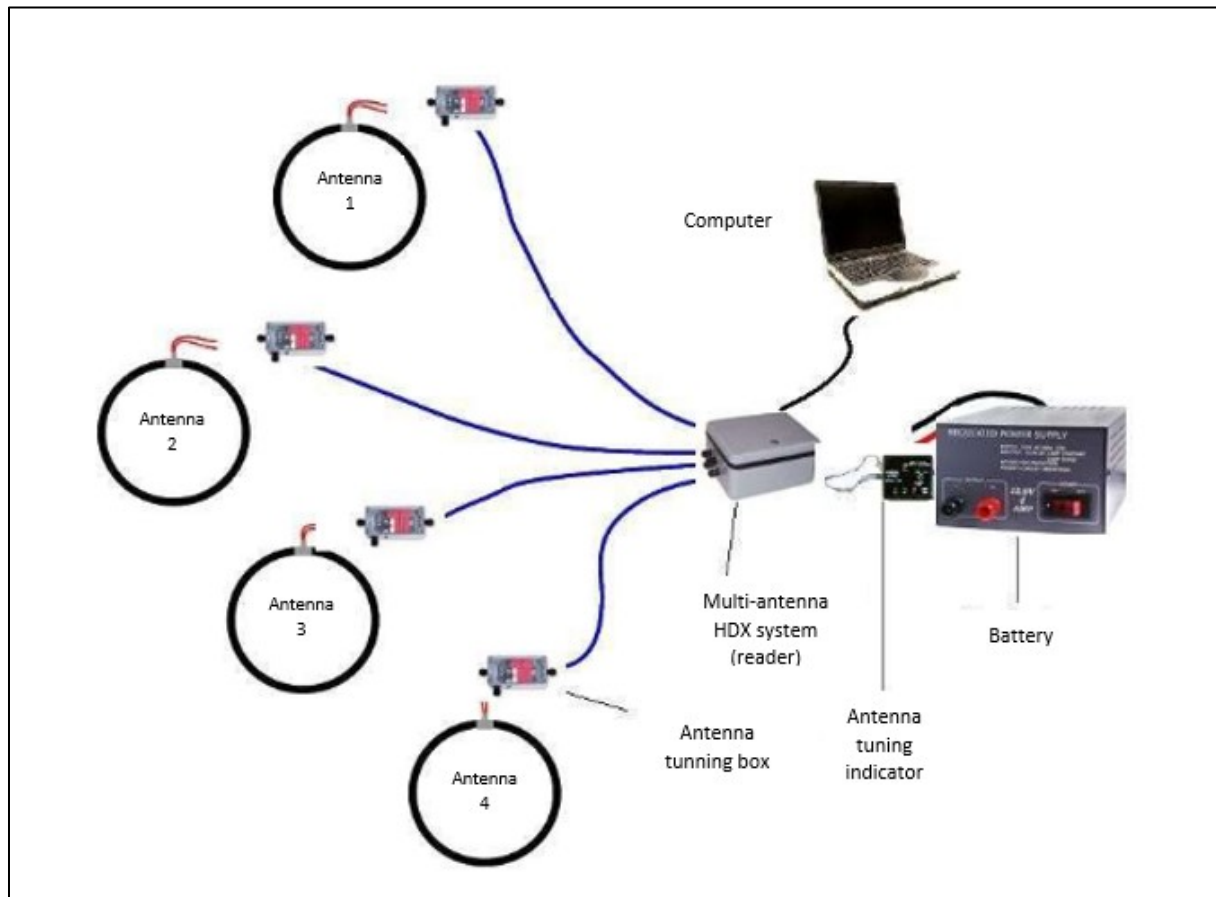 Antenna
1
Computer
Antenna
2
REGULATED POWER SUPPLY
Antenna
3
Multi-antenna
HDX system
(reader)
Battery
Antenna
tunning box
Antenna
tuning
indicator
Antenna
4